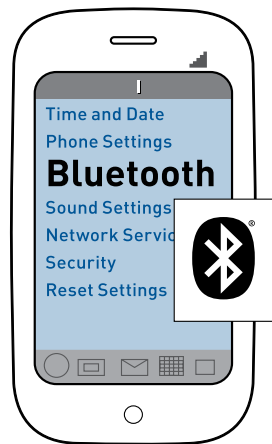 Time and Date
Phone Settings
Bluetooth
Sound Settings
Network Servic
Security
Reset Settings
®